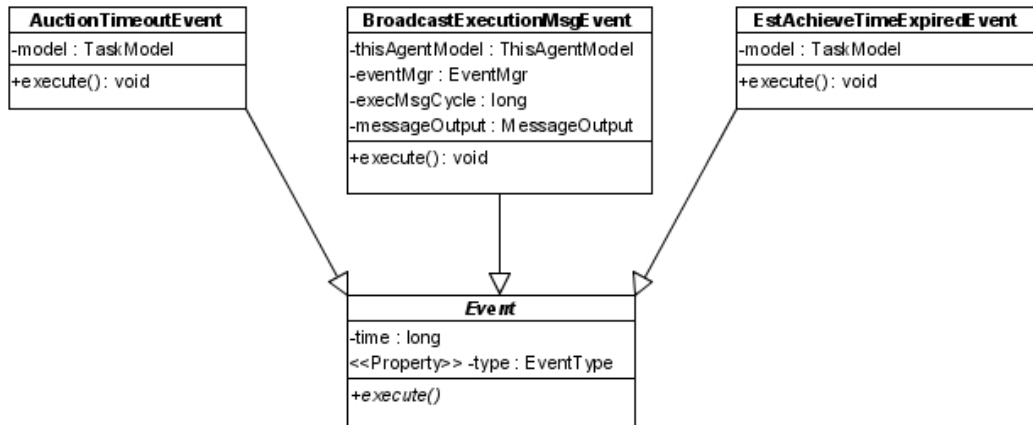 AuctionTimeoutEvent
-model : TaskModel
+execute() : void
BroadcastExecutionMsgEvent
-thisAgentModel : ThisAgentModel
-eventMgr : EventMgr
-execMsgCycle : long
-messageOutput : MessageOutput
+execute() : void
EstAchieveTimeExpiredEvent
-model : TaskModel
+execute() : void
Event
-time : long
<<Property>> -type : EventType
+execute()